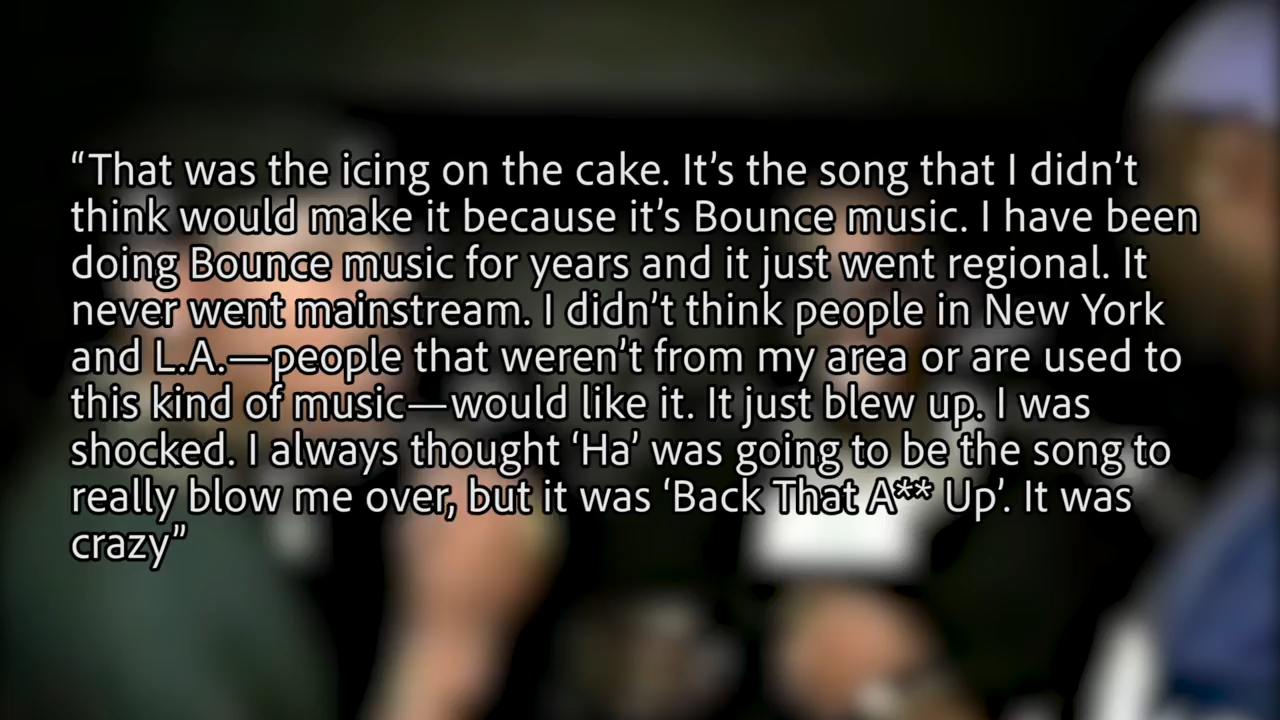 “That was the icing on the cake. It’s the song that I didn’t
think would make it because it’s Bounce music. I have been
doing Bounce music for years and it just went regional. It
never went mainstream. I didn’t think people in New York
and L.A.—people that weren’t from my area or are used to
this kind of music—would like it. It just blew up. I was
shocked. I always thought ‘Ha’ was going to be the song to
really blow me over, but it was ‘Back That A** Up’. It was
crazy”